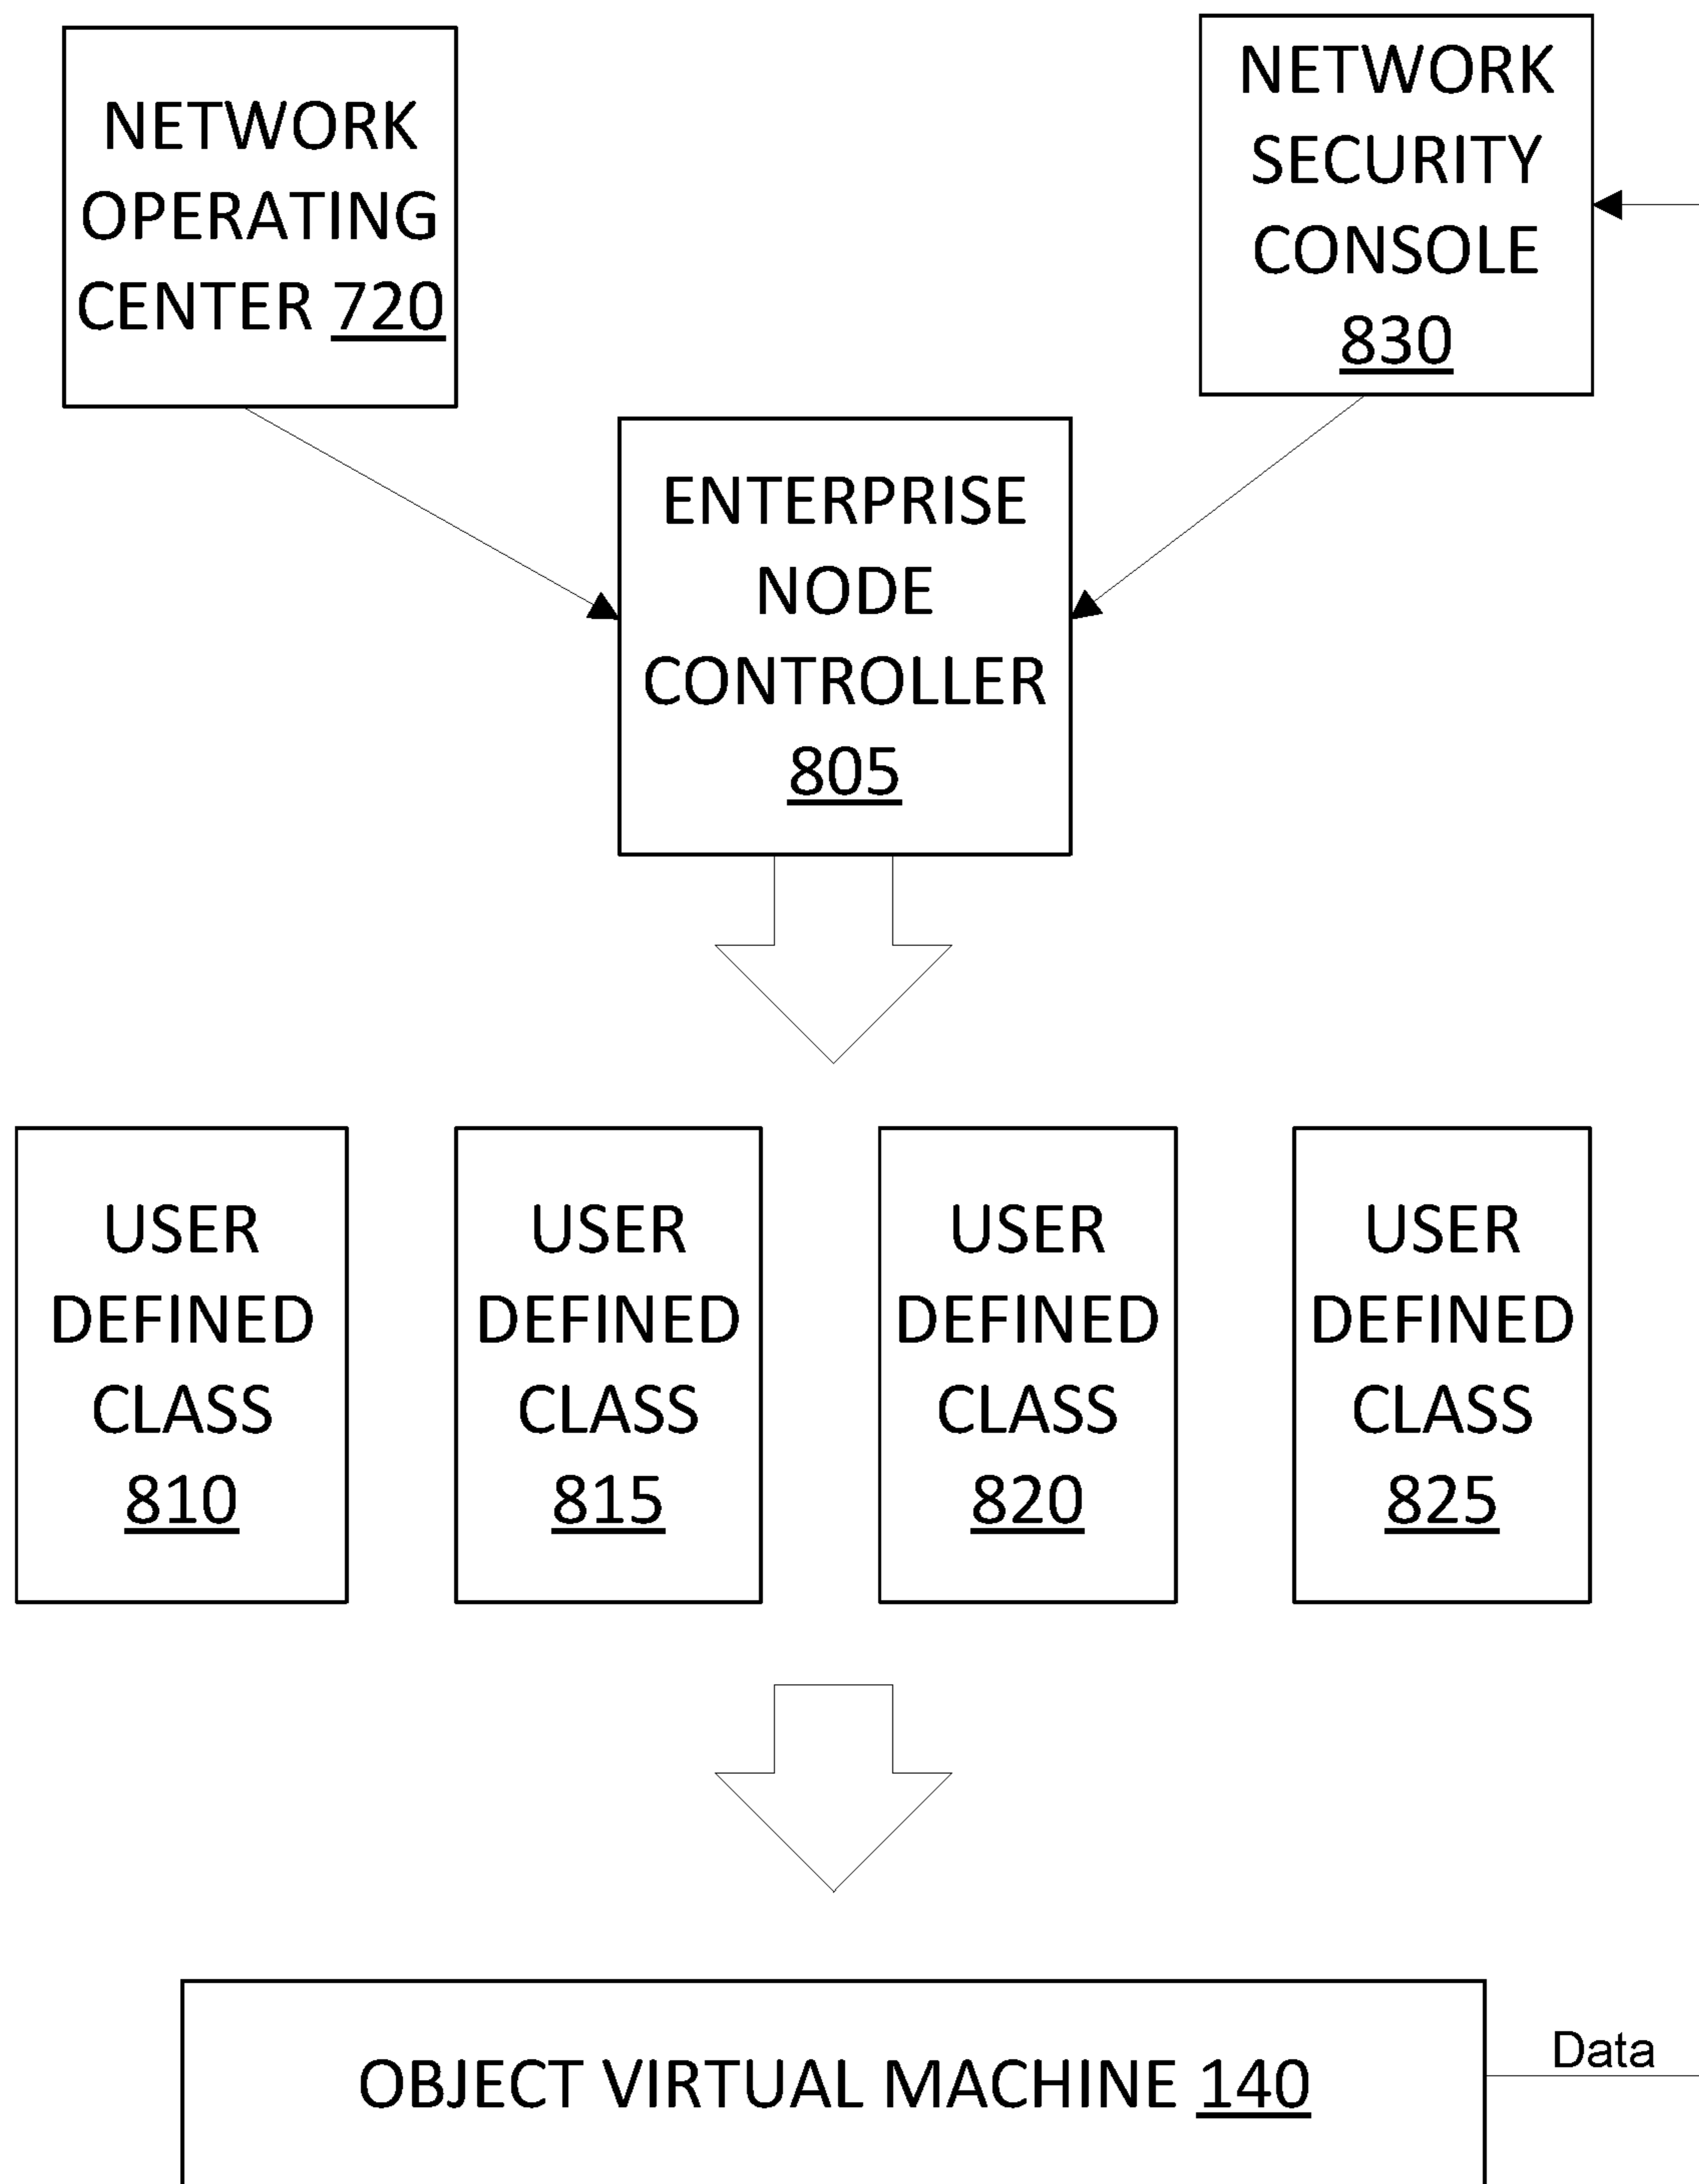 NETWORK
OPERATING
CENTER 720
NETWORK
SECURITY
CONSOLE
830
ENTERPRISE
NODE
CONTROLLER
805
USER
DEFINED
CLASS
810
USER
DEFINED
CLASS
815
USER
DEFINED
CLASS
820
USER
DEFINED
CLASS
825
OBJECT VIRTUAL MACHINE 140
Data